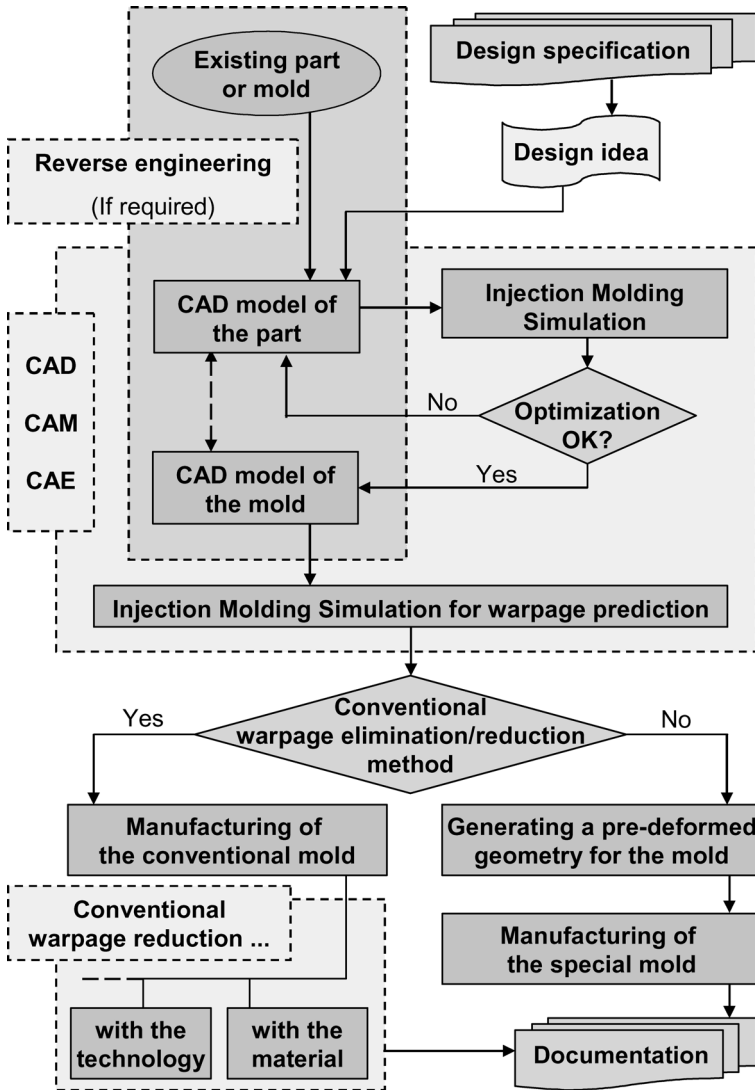 Existing part
or mold
Design specification
Design idea
Reverse engineering
(If required)
CAD model of
the part
Injection Molding
Simulation
CAD
CAM
CAE
No
Optimization
OK?
Yes
CAD model of
the mold
Injection Molding Simulation for warpage prediction
Yes
Conventional
warpage elimination/reduction
method
No
Manufacturing of
the conventional mold
Generating a pre-deformed
geometry for the mold
Conventional
warpage reduction ...
Manufacturing of
the special mold
with the
technology
with the
material
Documentation